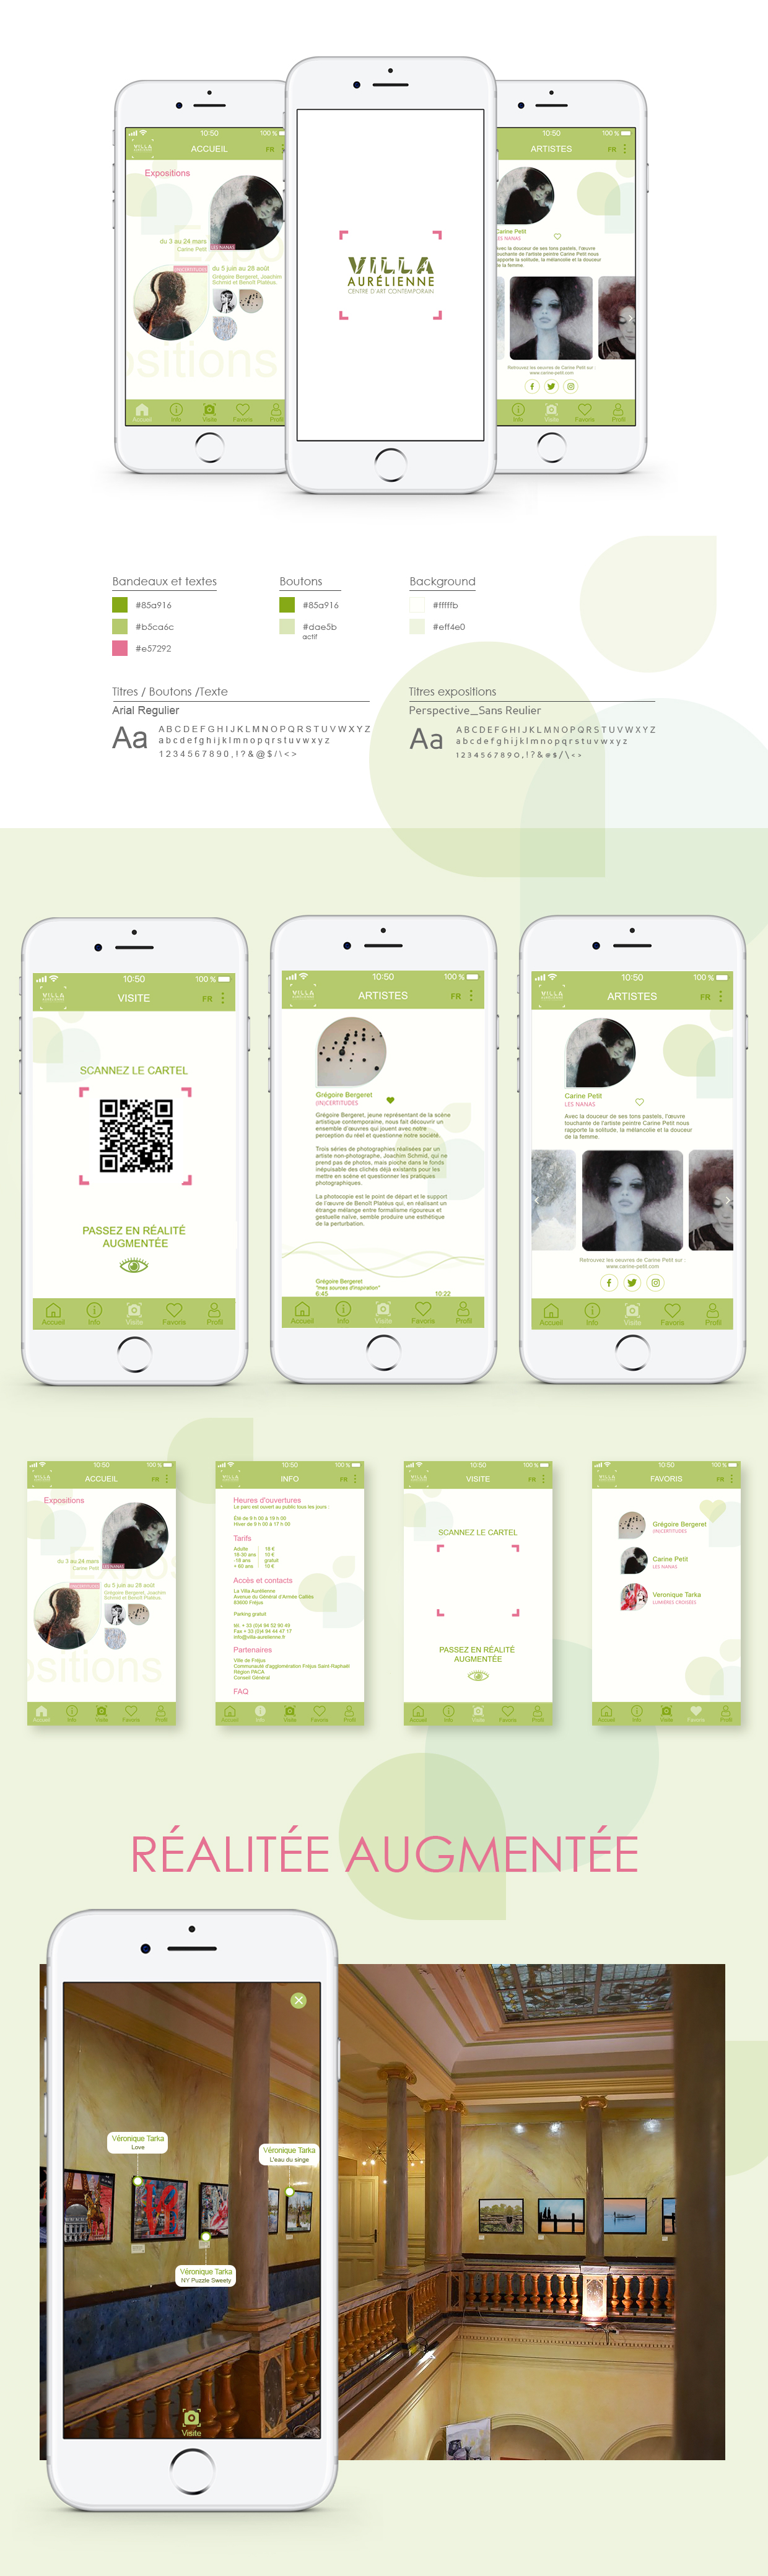 10:50
100 %
VILLA
ACCUEIL
FR
Expositions
LES NANAS
du 3 au 24 mars
Carine Petit
(IN)CERTITUDES
du 5 juin au 28 août
Grégoire Bergeret, Joachim
Schmid et Benoît Platéus.
ositions
Accueil
Info
Visite
Favoris
Profil
VILLA
AURÉLIENNE
CENTRE D'ART CONTEMPORAIN
10:50
100 %
ARTISTES
FR
Carine Petit
LES NANAS
Avec la douceur de ses tons pastels, l'œuvre
touchante de l'artiste peintre Carine Petit nous
rapporte la solitude, la mélancolie et la douceur
de la femme.
Retrouvez les oeuvres de Carine Petit sur :
www.carine-petit.com
Info
Visite
Favoris
Profil
Bandeaux et textes
#85a916
#b5ca6c
#e57292
Boutons
#85a916
#dae5b
actif
Background
#fffffb
#eff4e0
Titres / Boutons /Texte
Arial Regulier
Aa
ABCDEFGHIJKLMNOPQRSTUVWXYZ
abcdefghijklmnopqrstuvwxyz
1234567890,!?&@$/\<>
Titres expositions
Perspective_Sans Reulier
Aa
ABCDEFGHIJKLMNOPQRSTUVWXYZ
abcdefghijklmnopqrstuvwxyz
1234567890,!?&@$/\<>
10:50
100 %
VILLA
VISITE
FR
SCANNEZ LE CARTEL
PASSEZ EN RÉALITÉ
AUGMENTÉE
Accueil
Info
Visite
Favoris
Profil
10:50
100 %
VILLA
ARTISTES
FR
Grégoire Bergeret
(IN)CERTITUDES
Grégoire Bergeret, jeune représentant de la scène
artistique contemporaine, nous fait découvrir un
ensemble d'œuvres qui jouent avec notre
perception du réel et questionne notre société.
Trois séries de photographies réalisées par un
artiste non-photographe, Joachim Schmid, qui ne
prend pas de photos, mais pioche dans le fonds
inépuisable des clichés déjà existants pour les
mettre en scène et questionner les pratiques
photographiques.
La photocopie est le point de départ et le support
de l'œuvre de Benoît Platéus qui, en réalisant un
étrange mélange entre formalisme rigoureux et
gestuelle naïve, semble produire une esthétique
de la perturbation.
Grégoire Bergeret
"mes sources d'inspiration"
6:45
10:22
Accueil
Info
Visite
Favoris
Profil
10:50
100 %
VILLA
ARTISTES
FR
Carine Petit
LES NANAS
Avec la douceur de ses tons pastels, l'œuvre
touchante de l'artiste peintre Carine Petit nous
rapporte la solitude, la mélancolie et la douceur
de la femme.
Retrouvez les oeuvres de Carine Petit sur :
www.carine-petit.com
Accueil
Info
Visite
Favoris
Profil
10:50
100 %
VILLA
ACCUEIL
FR
Expositions
LES NANAS
du 3 au 24 mars
Carine Petit
(IN)CERTITUDES
du 5 juin au 28 août
Grégoire Bergeret, Joachim
Schmid et Benoît Platéus.
ositions
Accueil
Info
Visite
Favoris
Profil
10:50
100 %
VILLA
INFO
FR
Heures d'ouvertures
Le parc est ouvert au public tous les jours :
Été de 9 h 00 à 19 h 00
Hiver de 9 h 00 à 17 h 00
Tarifs
Adulte 18 €
18-30 ans 10 €
-18 ans gratuit
+ 60 ans 10 €
Accès et contacts
La Villa Aurélienne
Avenue du Général d'Armée Calliès
83600 Fréjus
Parking gratuit
tél. + 33 (0)4 94 52 90 49
Fax + 33 (0)4 94 44 47 17
info@villa-aurelienne.fr
Partenaires
Ville de Fréjus
Communauté d'agglomération Fréjus Saint-Raphaël
Région PACA
Conseil Général
FAQ
Accueil
Info
Visite
Favoris
Profil
10:50
100 %
VILLA
VISITE
FR
SCANNEZ LE CARTEL
PASSEZ EN RÉALITÉ
AUGMENTÉE
Accueil
Info
Visite
Favoris
Profil
10:50
100 %
VILLA
FAVORIS
FR
Grégoire Bergeret
(IN)CERTITUDES
Carine Petit
LES NANAS
Veronique Tarka
LUMIÈRES CROISÉES
Accueil
Info
Visite
Favoris
Profil
RÉALITÉE AUGMENTÉE
Véronique Tarka
Love
Véronique Tarka
L'eau du singe
Véronique Tarka
NY Puzzle Sweety
Visite